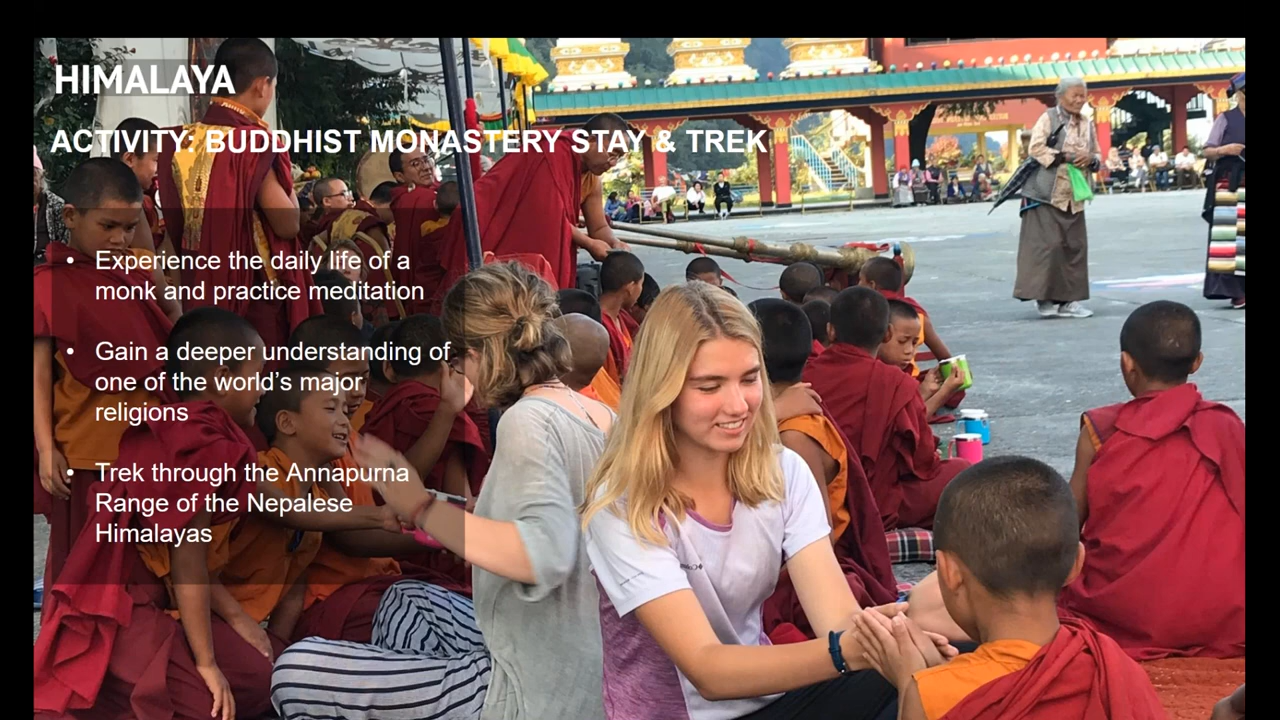 HIMALAYA
ACTIVITY: BUDDHIST MONASTERY STAY & TREK
• Experience the daily life of a
monk and practice meditation
• Gain a deeper understanding of
one of the world’s major
religions
• Trek through the Annapurna
Range of the Nepalese
Himalayas